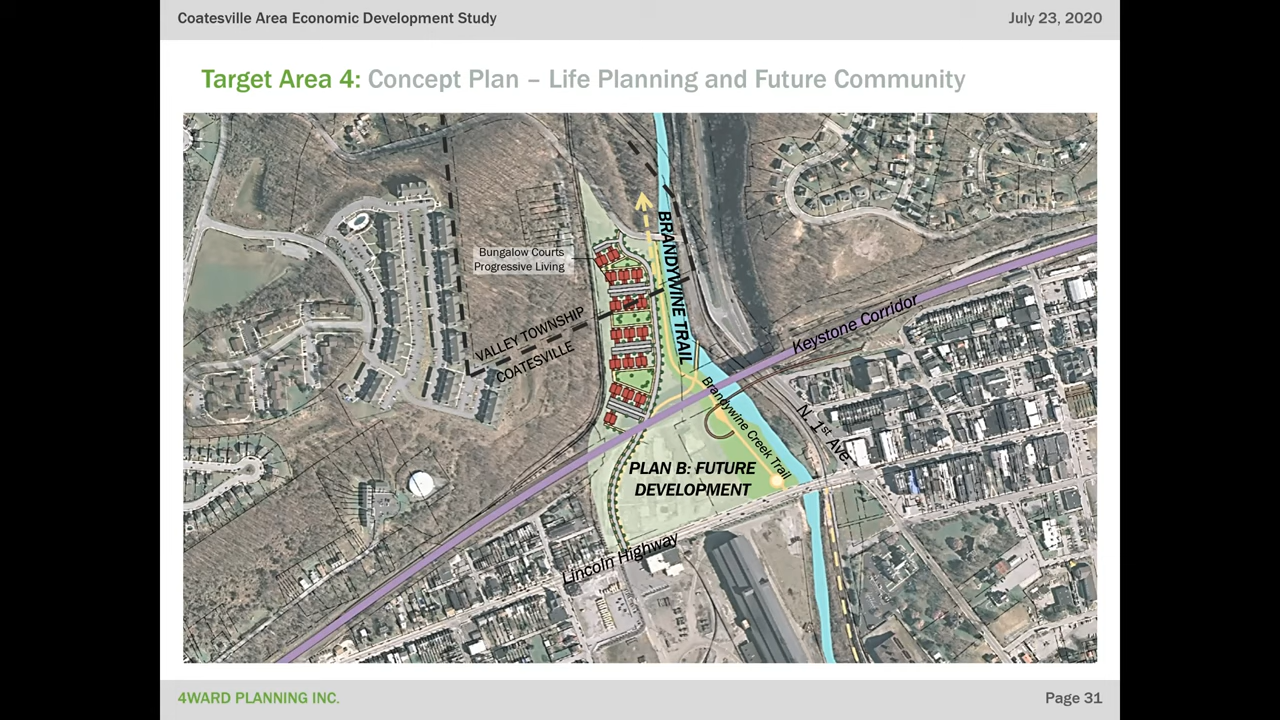 Coatesville Area Economic Development Study
July 23, 2020
Target Area 4: Concept Plan – Life Planning and Future Community
Bungalow Courts
Progressive Living
BRANDYWINE TRAIL
VALLEY TOWNSHIP
COATESVILLE
Keystone Corridor
Brandywine Creek Trail
N. 1st Ave.
PLAN B: FUTURE
DEVELOPMENT
Lincoln Highway
4WARD PLANNING INC.
Page 31